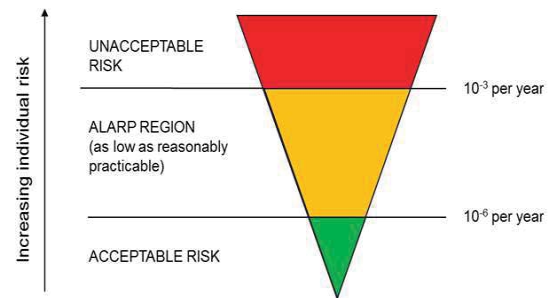 Increasing individual risk
UNACCEPTABLE
RISK
10⁻³ per year
ALARP REGION
(as low as reasonably
practicable)
10⁻⁶ per year
ACCEPTABLE RISK